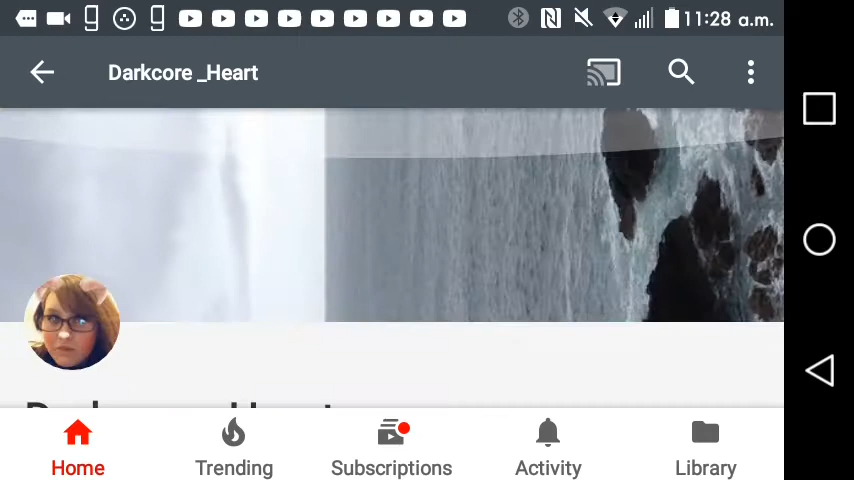 11:28 a.m.
Darkcore _Heart
Home
Trending
Subscriptions
Activity
Library